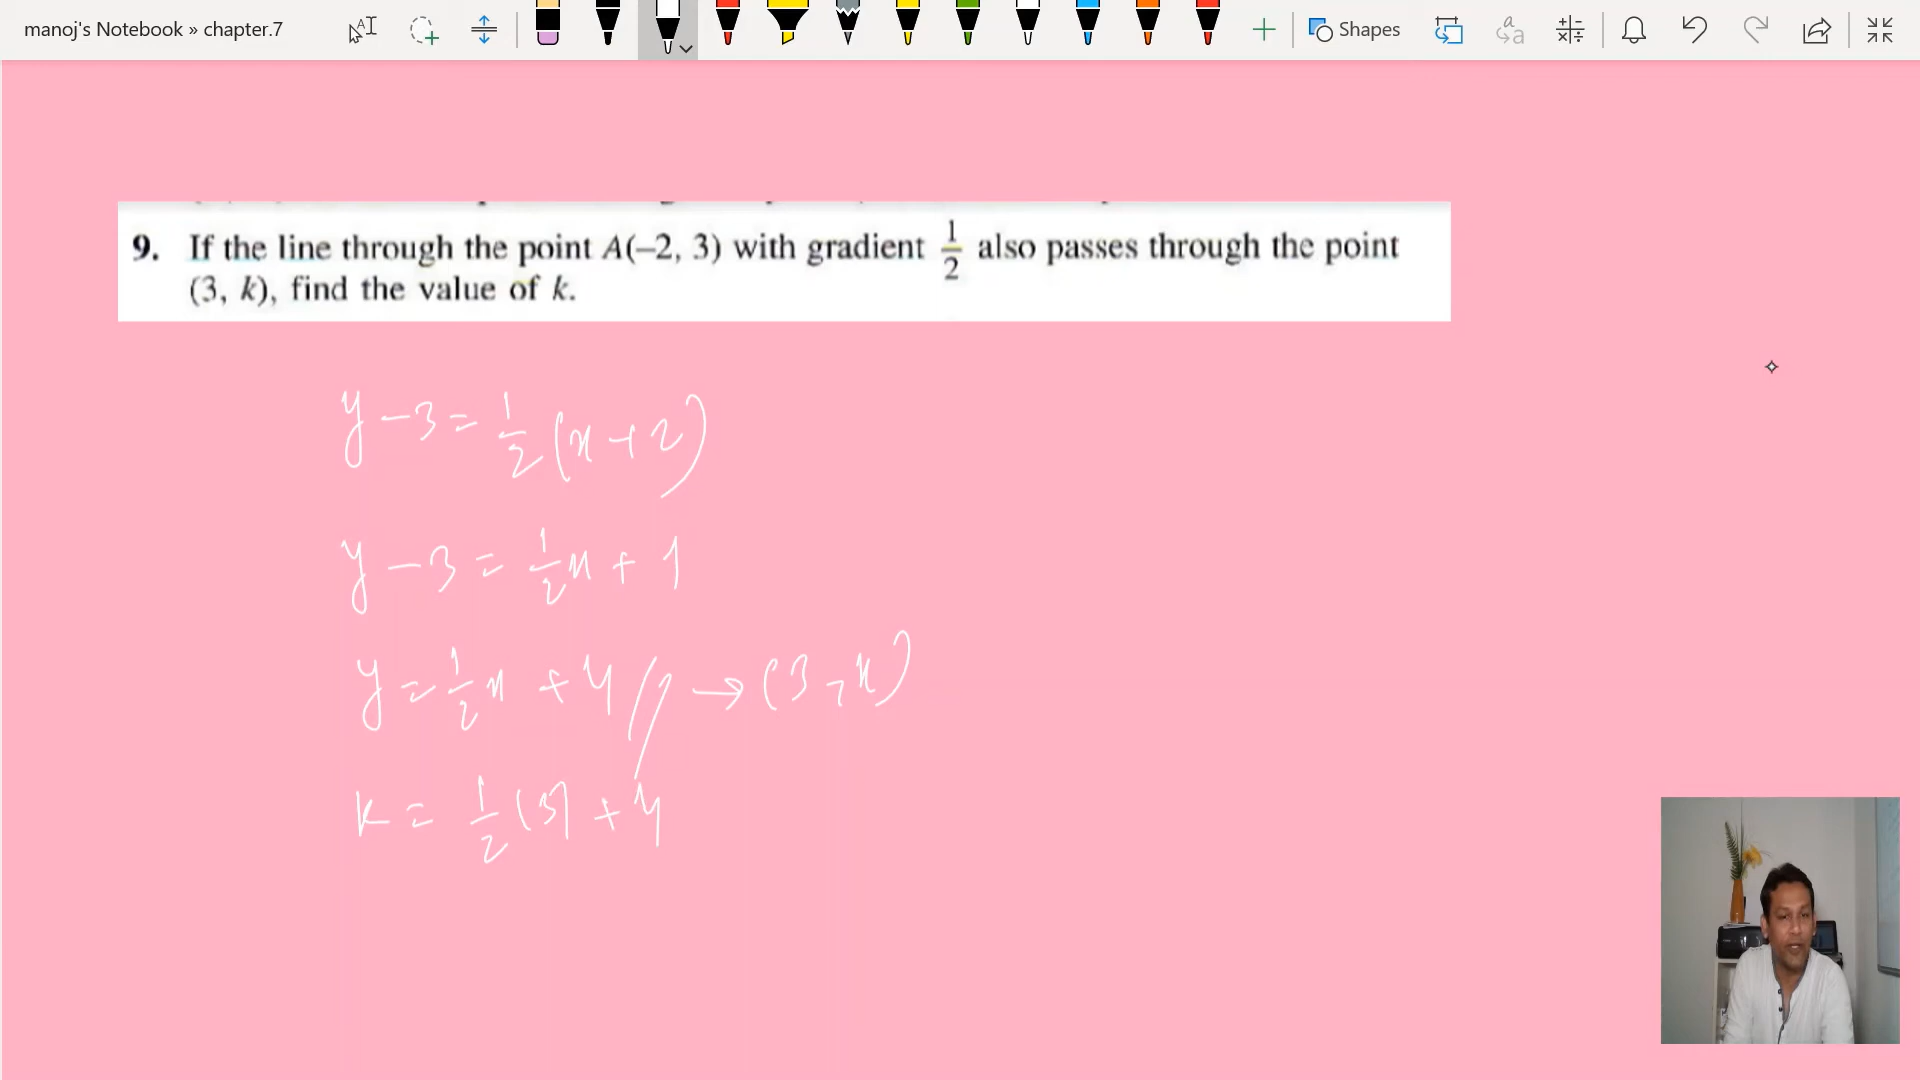 manoj's Notebook » chapter.7
Shapes
9. If the line through the point A(–2, 3) with gradient 1/2 also passes through the point
(3, k), find the value of k.
y – 3 = 1/2 (x + 2)
y – 3 = 1/2 x + 1
y = 1/2 x + 4 // → (3, k)
k = 1/2 (3) + 4